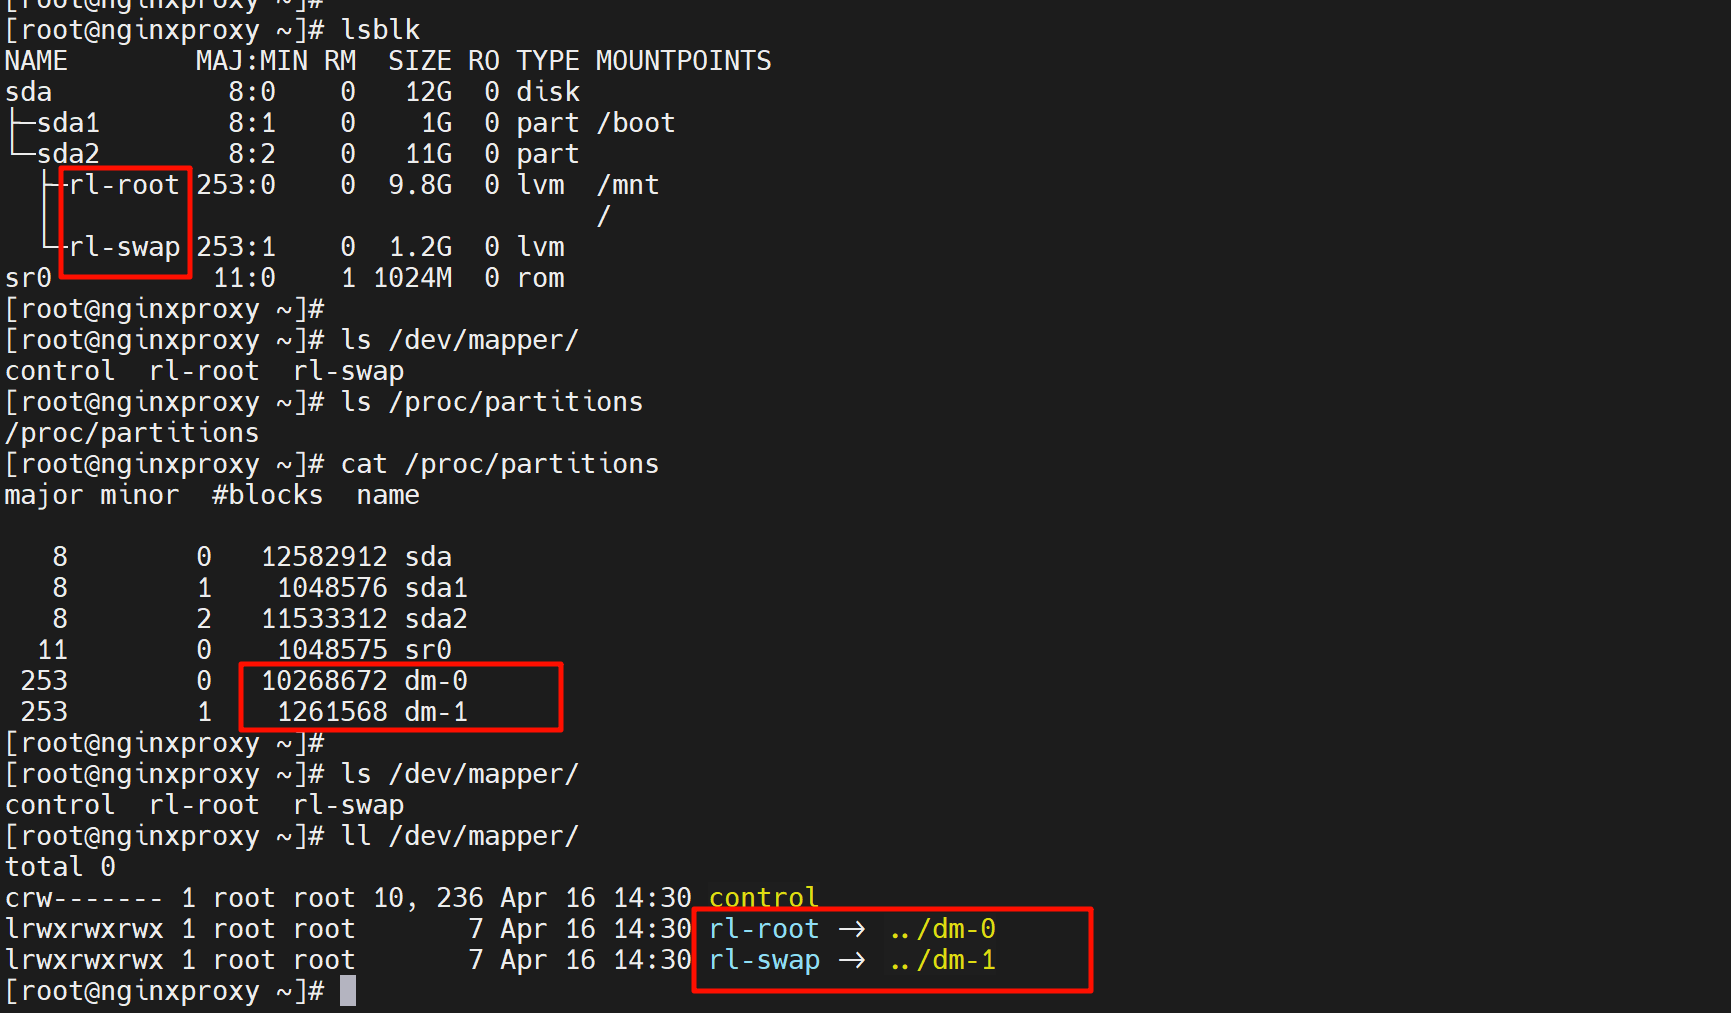 [root@nginxproxy ~]#
[root@nginxproxy ~]# lsblk
NAME        MAJ:MIN RM  SIZE RO TYPE MOUNTPOINTS
sda           8:0    0   12G  0 disk
├─sda1        8:1    0    1G  0 part /boot
└─sda2        8:2    0   11G  0 part
  ├─rl-root 253:0    0  9.8G  0 lvm  /mnt
  │                                  /
  └─rl-swap 253:1    0  1.2G  0 lvm
sr0          11:0    1 1024M  0 rom
[root@nginxproxy ~]#
[root@nginxproxy ~]# ls /dev/mapper/
control  rl-root  rl-swap
[root@nginxproxy ~]# ls /proc/partitions
/proc/partitions
[root@nginxproxy ~]# cat /proc/partitions
major minor  #blocks  name
   8        0   12582912 sda
   8        1    1048576 sda1
   8        2   11533312 sda2
  11        0    1048575 sr0
 253        0   10268672 dm-0
 253        1    1261568 dm-1
[root@nginxproxy ~]#
[root@nginxproxy ~]# ls /dev/mapper/
control  rl-root  rl-swap
[root@nginxproxy ~]# ll /dev/mapper/
total 0
crw------- 1 root root 10, 236 Apr 16 14:30 control
lrwxrwxrwx 1 root root       7 Apr 16 14:30 rl-root -> ../dm-0
lrwxrwxrwx 1 root root       7 Apr 16 14:30 rl-swap -> ../dm-1
[root@nginxproxy ~]#